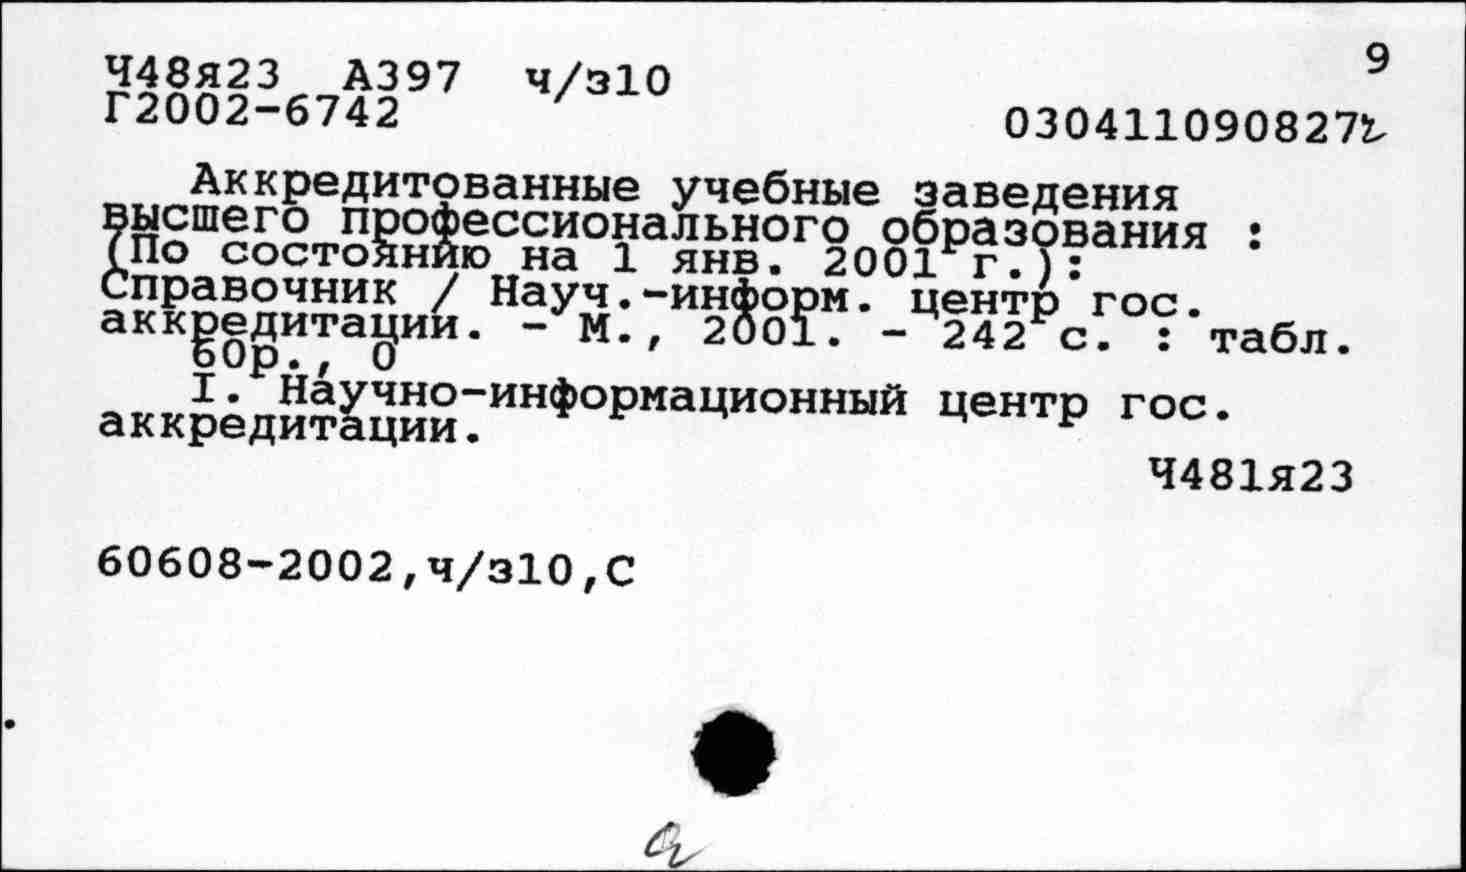 9
Ч48я23 А397 ч/з10
Г2002-6742
030411090827
Аккредитованные учебные заведения
высшего профессионального образования :
(По состоянию на 1 янв. 2001 г.):
Справочник / Науч.-информ. центр гос.
аккредитации. - М., 2001. - 242 с. : табл.
60р., 0
I. Научно-информационный центр гос.
аккредитации.
Ч481я23
60608-2002,ч/з10,С